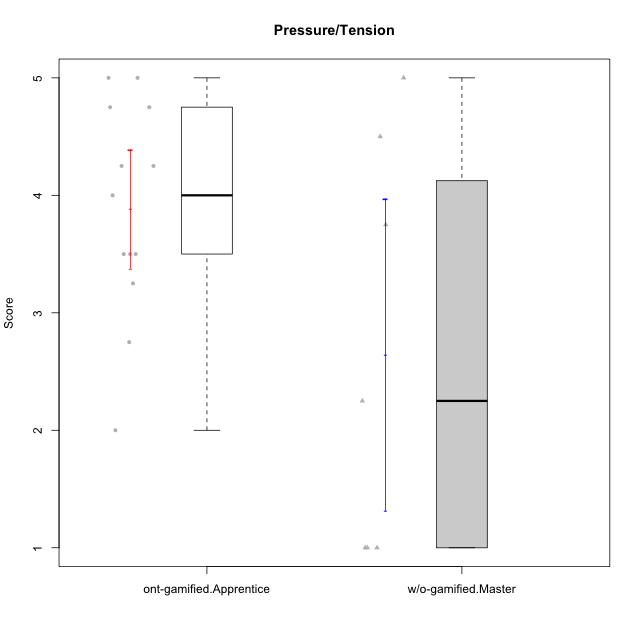 Pressure/Tension
Score
5
4
3
2
1
ont-gamified.Apprentice
w/o-gamified.Master